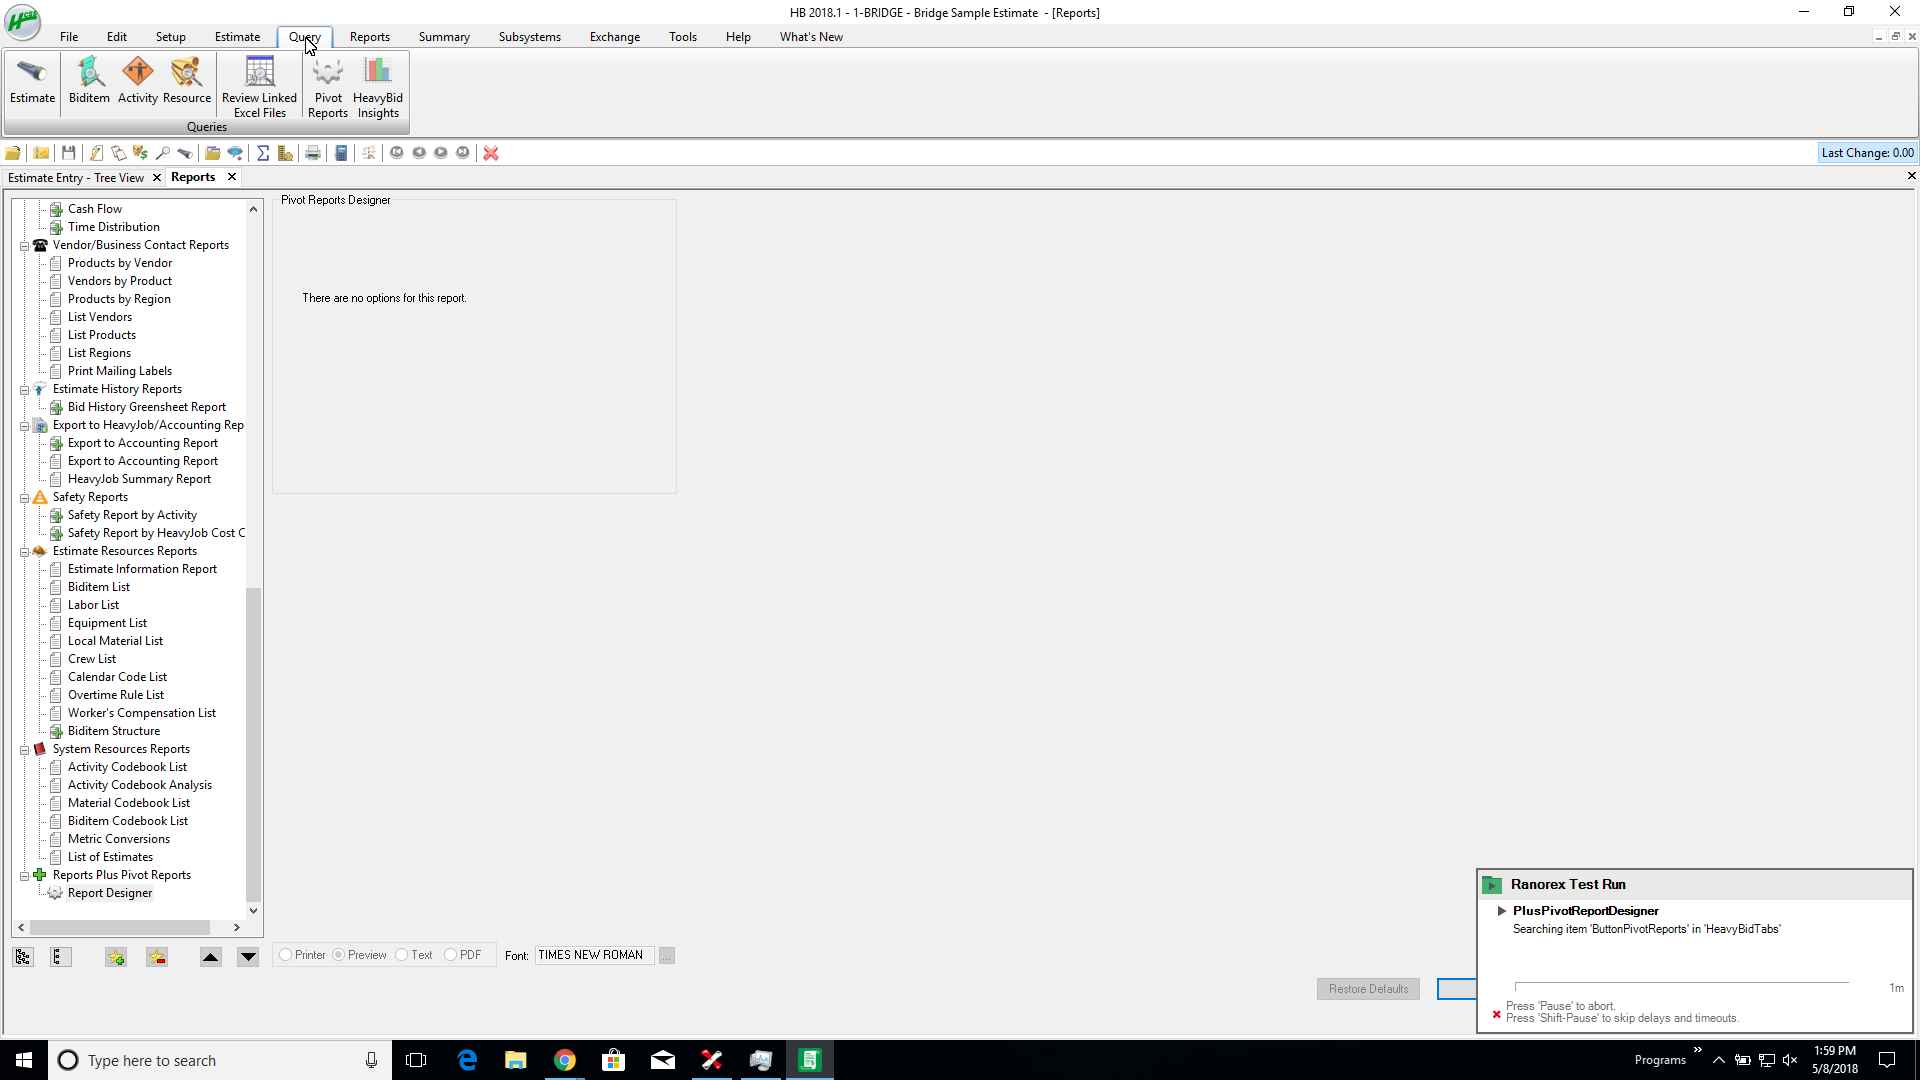 HB 2018.1 - 1-BRIDGE - Bridge Sample Estimate - [Reports]
File Edit Setup Estimate Query Reports Summary Subsystems Exchange Tools Help What's New
Estimate Biditem Activity Resource Review Linked Excel Files Pivot Reports HeavyBid Insights
Queries
Last Change: 0.00
Estimate Entry - Tree View Reports
Cash Flow
Time Distribution
Vendor/Business Contact Reports
Products by Vendor
Vendors by Product
Products by Region
List Vendors
List Products
List Regions
Print Mailing Labels
Estimate History Reports
Bid History Greensheet Report
Export to HeavyJob/Accounting Rep
Export to Accounting Report
Export to Accounting Report
HeavyJob Summary Report
Safety Reports
Safety Report by Activity
Safety Report by HeavyJob Cost C
Estimate Resources Reports
Estimate Information Report
Biditem List
Labor List
Equipment List
Local Material List
Crew List
Calendar Code List
Overtime Rule List
Worker's Compensation List
Biditem Structure
System Resources Reports
Activity Codebook List
Activity Codebook Analysis
Material Codebook List
Biditem Codebook List
Metric Conversions
List of Estimates
Reports Plus Pivot Reports
Report Designer
Pivot Reports Designer
There are no options for this report.
Printer Preview Text PDF Font: TIMES NEW ROMAN ...
Restore Defaults
Ranorex Test Run
PlusPivotReportDesigner
Searching item 'ButtonPivotReports' in 'HeavyBidTabs'
1m
Press 'Pause' to abort.
Press 'Shift-Pause' to skip delays and timeouts.
Type here to search
Programs
1:59 PM
5/8/2018